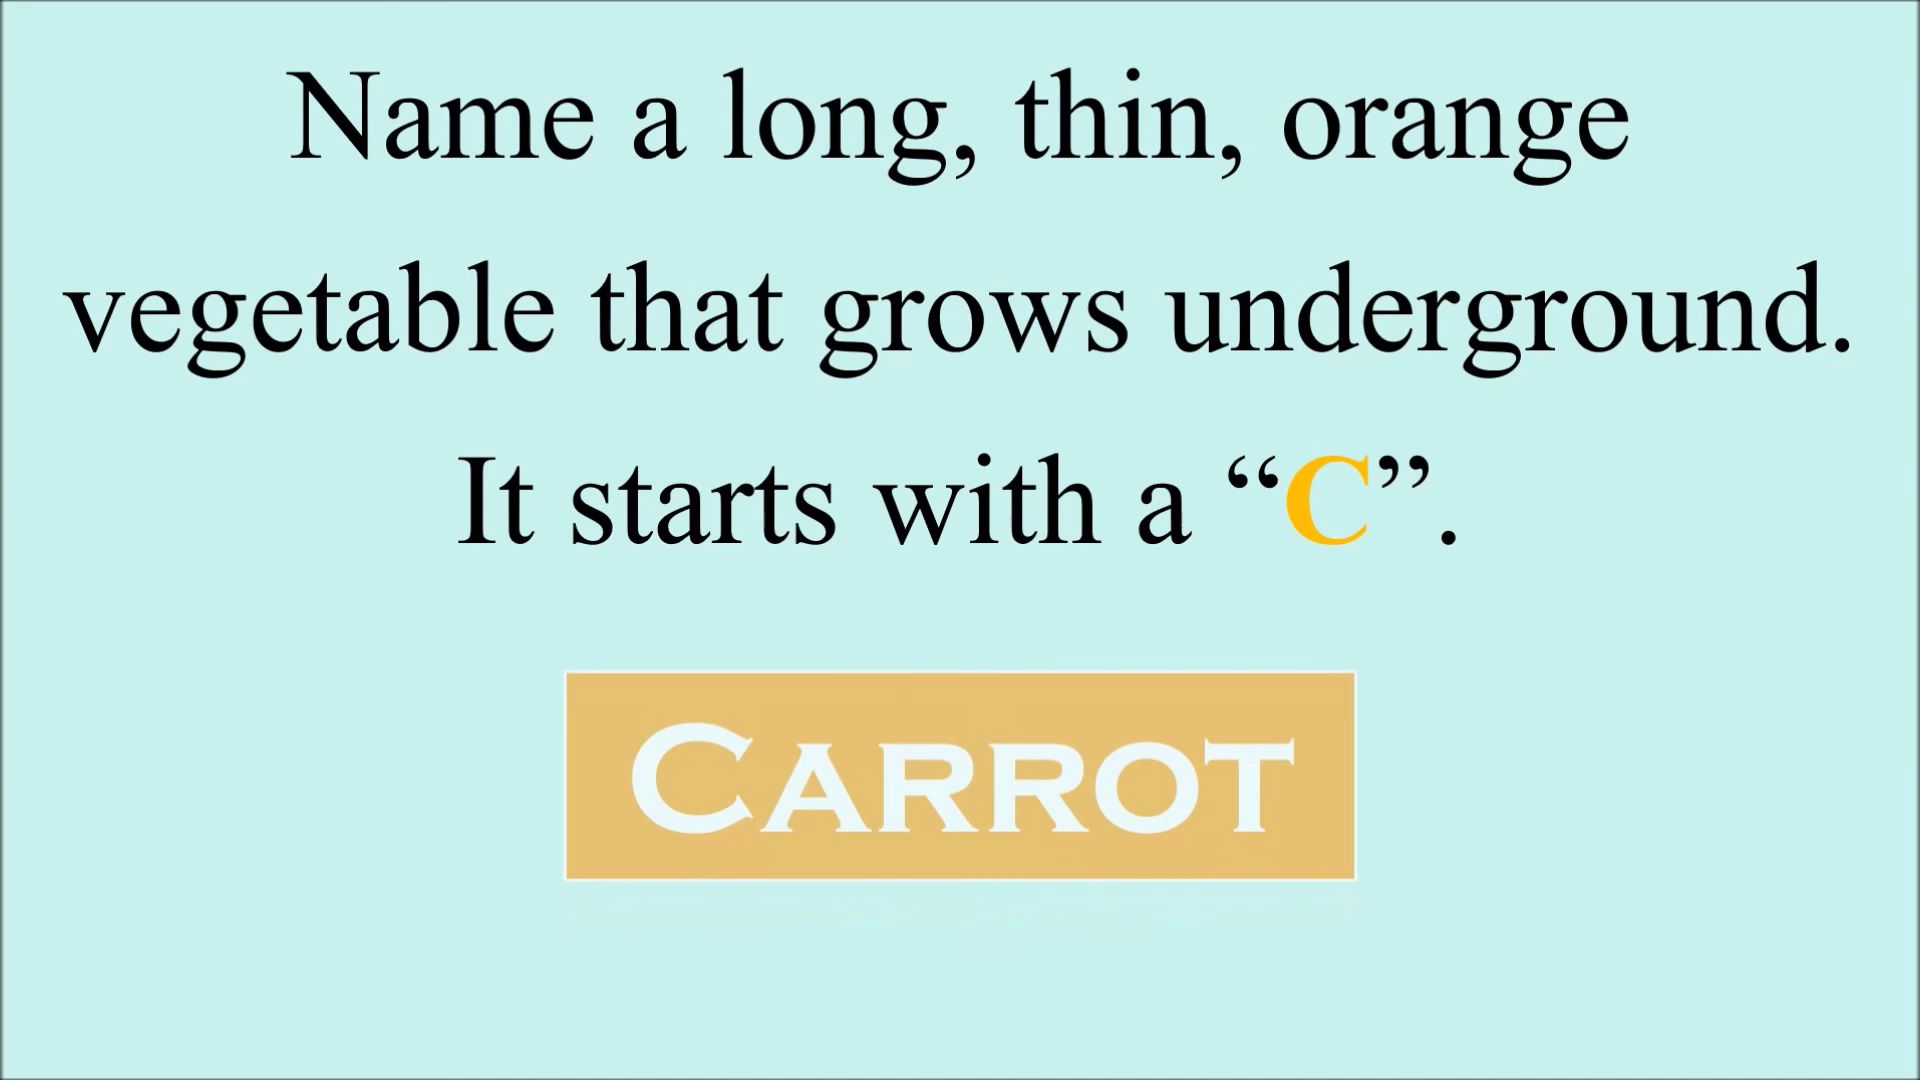 Name a long, thin, orange
vegetable that grows underground.
It starts with a “C”.
CARROT